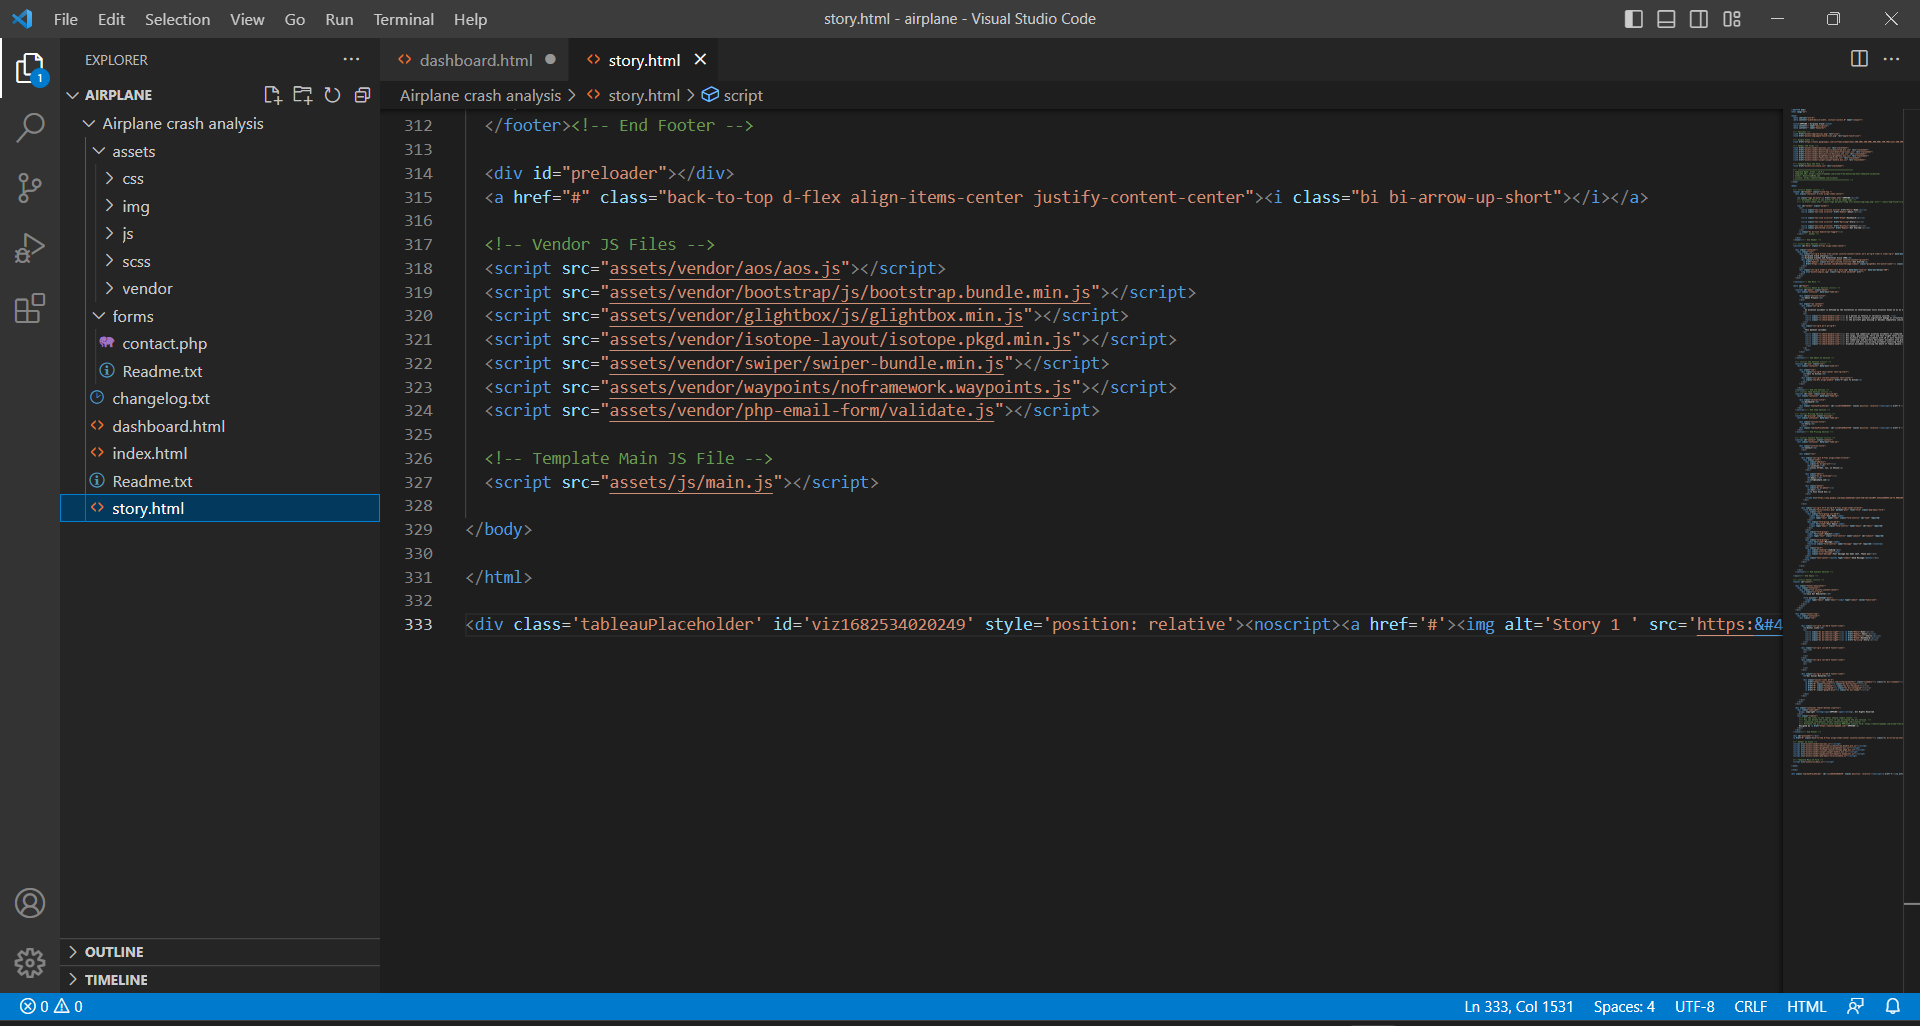 File Edit Selection View Go Run Terminal Help
story.html - airplane - Visual Studio Code
EXPLORER
dashboard.html
story.html
1
AIRPLANE
Airplane crash analysis > story.html > script
Airplane crash analysis
assets
css
img
js
scss
vendor
forms
contact.php
Readme.txt
changelog.txt
dashboard.html
index.html
Readme.txt
story.html
OUTLINE
TIMELINE
312 </footer><!-- End Footer -->
313
314 <div id="preloader"></div>
315 <a href="#" class="back-to-top d-flex align-items-center justify-content-center"><i class="bi bi-arrow-up-short"></i></a>
316
317 <!-- Vendor JS Files -->
318 <script src="assets/vendor/aos/aos.js"></script>
319 <script src="assets/vendor/bootstrap/js/bootstrap.bundle.min.js"></script>
320 <script src="assets/vendor/glightbox/js/glightbox.min.js"></script>
321 <script src="assets/vendor/isotope-layout/isotope.pkgd.min.js"></script>
322 <script src="assets/vendor/swiper/swiper-bundle.min.js"></script>
323 <script src="assets/vendor/waypoints/noframework.waypoints.js"></script>
324 <script src="assets/vendor/php-email-form/validate.js"></script>
325
326 <!-- Template Main JS File -->
327 <script src="assets/js/main.js"></script>
328
329 </body>
330
331 </html>
332
333 <div class='tableauPlaceholder' id='viz1682534020249' style='position: relative'><noscript><a href='#'><img alt='Story 1 ' src='https:&#4
0 0
Ln 333, Col 1531 Spaces: 4 UTF-8 CRLF HTML